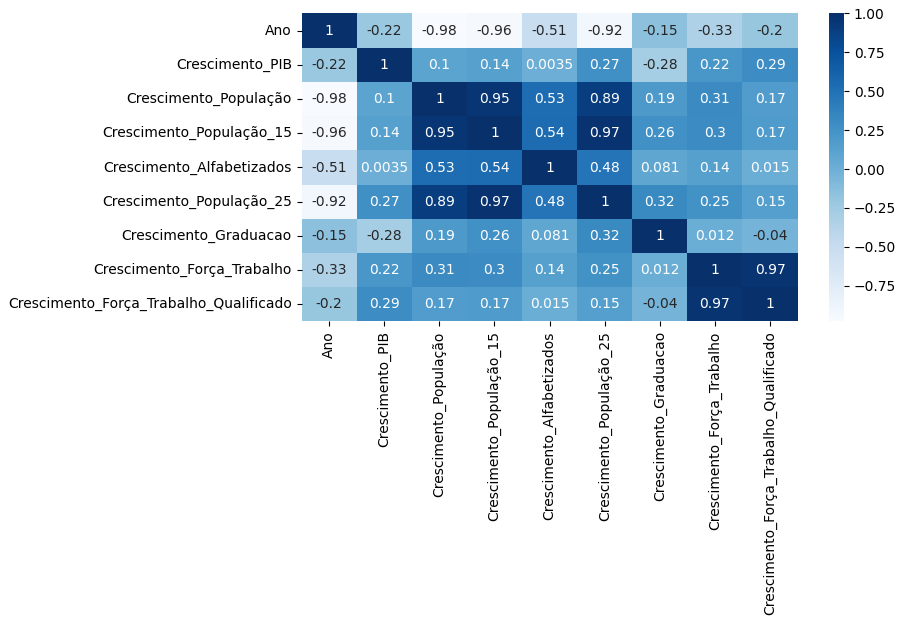 Ano 1 -0.22 -0.98 -0.96 -0.51 -0.92 -0.15 -0.33 -0.2
Crescimento_PIB -0.22 1 0.1 0.14 0.0035 0.27 -0.28 0.22 0.29
Crescimento_População -0.98 0.1 1 0.95 0.53 0.89 0.19 0.31 0.17
Crescimento_População_15 -0.96 0.14 0.95 1 0.54 0.97 0.26 0.3 0.17
Crescimento_Alfabetizados -0.51 0.0035 0.53 0.54 1 0.48 0.081 0.14 0.015
Crescimento_População_25 -0.92 0.27 0.89 0.97 0.48 1 0.32 0.25 0.15
Crescimento_Graduacao -0.15 -0.28 0.19 0.26 0.081 0.32 1 0.012 -0.04
Crescimento_Força_Trabalho -0.33 0.22 0.31 0.3 0.14 0.25 0.012 1 0.97
Crescimento_Força_Trabalho_Qualificado -0.2 0.29 0.17 0.17 0.015 0.15 -0.04 0.97 1
Ano
Crescimento_PIB
Crescimento_População
Crescimento_População_15
Crescimento_Alfabetizados
Crescimento_População_25
Crescimento_Graduacao
Crescimento_Força_Trabalho
Crescimento_Força_Trabalho_Qualificado
1.00
0.75
0.50
0.25
0.00
-0.25
-0.50
-0.75